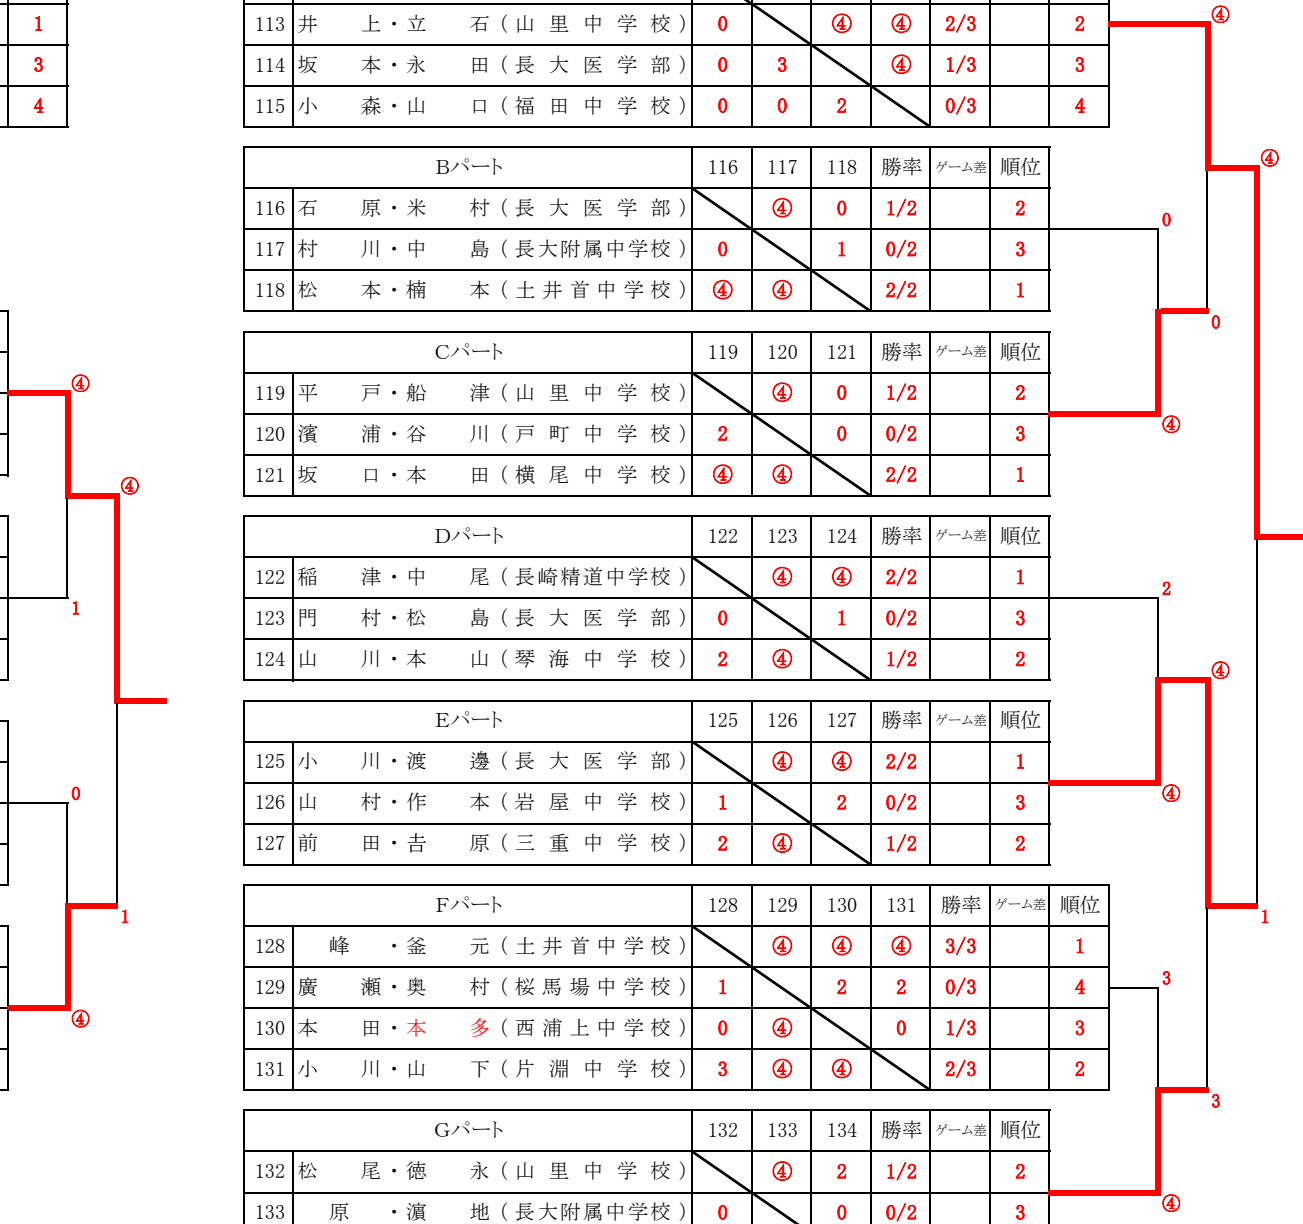 1
3
4
113 井上・立石(山里中学校) 0 ④ ④ 2/3 2
114 坂本・永田(長大医学部) 0 3 ④ 1/3 3
115 小森・山口(福田中学校) 0 0 2 0/3 4
Bパート 116 117 118 勝率 ゲーム差 順位
116 石原・米村(長大医学部) ④ 0 1/2 2
117 村川・中島(長大附属中学校) 0 1 0/2 3
118 松本・楠本(土井首中学校) ④ ④ 2/2 1
Cパート 119 120 121 勝率 ゲーム差 順位
119 平戸・船津(山里中学校) ④ 0 1/2 2
120 濱浦・谷川(戸町中学校) 2 0 0/2 3
121 坂口・本田(横尾中学校) ④ ④ 2/2 1
Dパート 122 123 124 勝率 ゲーム差 順位
122 稲津・中尾(長崎精道中学校) ④ ④ 2/2 1
123 門村・松島(長大医学部) 0 1 0/2 3
124 山川・本山(琴海中学校) 2 ④ 1/2 2
Eパート 125 126 127 勝率 ゲーム差 順位
125 小川・渡邊(長大医学部) ④ ④ 2/2 1
126 山村・作本(岩屋中学校) 1 2 0/2 3
127 前田・𠮷原(三重中学校) 2 ④ 1/2 2
Fパート 128 129 130 131 勝率 ゲーム差 順位
128 峰・釜元(土井首中学校) ④ ④ ④ 3/3 1
129 廣瀬・奥村(桜馬場中学校) 1 2 2 0/3 4
130 本田・本多(西浦上中学校) 0 ④ 0 1/3 3
131 小川・山下(片淵中学校) 3 ④ ④ 2/3 2
Gパート 132 133 134 勝率 ゲーム差 順位
132 松尾・徳永(山里中学校) ④ 2 1/2 2
133 原・濵地(長大附属中学校) 0 0 0/2 3
④
④
1
0
1
④
④
④
0
0
④
2
④
④
1
3
3
④